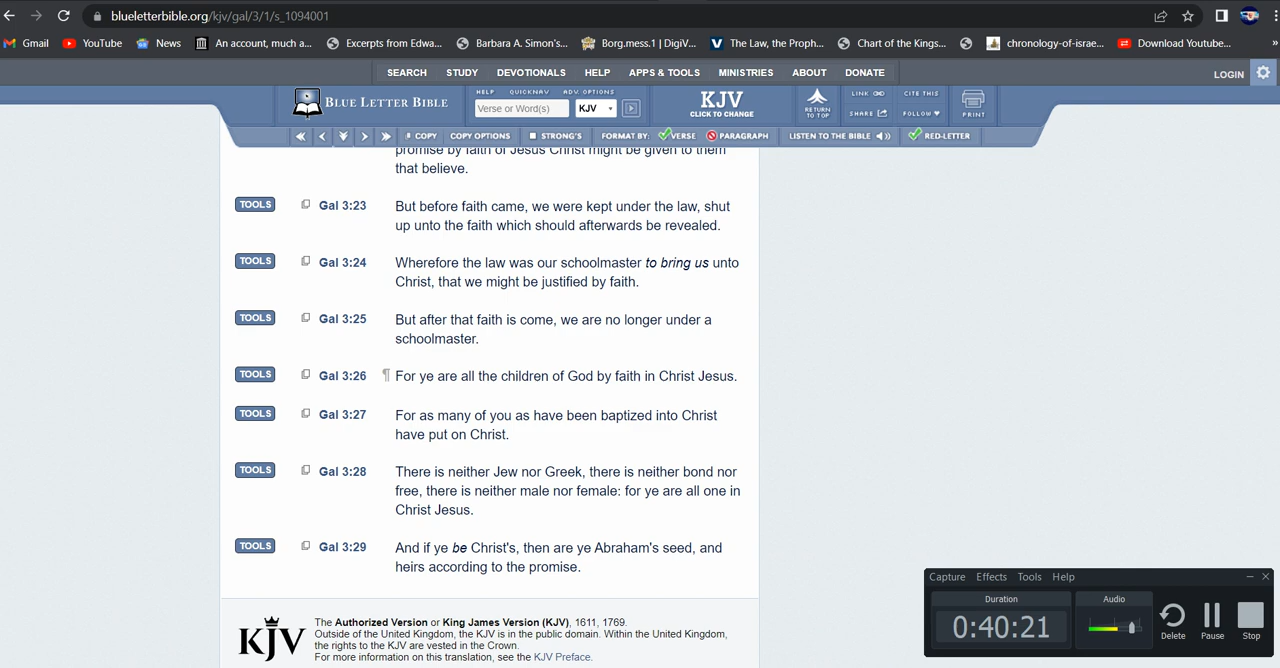 blueletterbible.org/kjv/gal/3/1/s_1094001
Gmail YouTube News An account, much a... Excerpts from Edwa... Barbara A. Simon's... Borg.mess.1 | DigiV... The Law, the Proph... Chart of the Kings... chronology-of-israe... Download Youtube... »
SEARCH STUDY DEVOTIONALS HELP APPS & TOOLS MINISTRIES ABOUT DONATE LOGIN
BLUE LETTER BIBLE
HELP QUICKNAV ADV. OPTIONS
Verse or Word(s) KJV
KJV
CLICK TO CHANGE
RETURN
TO TOP
LINK CITE THIS
SHARE FOLLOW
PRINT
COPY COPY OPTIONS STRONG'S FORMAT BY: VERSE PARAGRAPH LISTEN TO THE BIBLE RED-LETTER
promise by faith of Jesus Christ might be given to them
that believe.
TOOLS Gal 3:23 But before faith came, we were kept under the law, shut
up unto the faith which should afterwards be revealed.
TOOLS Gal 3:24 Wherefore the law was our schoolmaster to bring us unto
Christ, that we might be justified by faith.
TOOLS Gal 3:25 But after that faith is come, we are no longer under a
schoolmaster.
TOOLS Gal 3:26 ¶ For ye are all the children of God by faith in Christ Jesus.
TOOLS Gal 3:27 For as many of you as have been baptized into Christ
have put on Christ.
TOOLS Gal 3:28 There is neither Jew nor Greek, there is neither bond nor
free, there is neither male nor female: for ye are all one in
Christ Jesus.
TOOLS Gal 3:29 And if ye be Christ's, then are ye Abraham's seed, and
heirs according to the promise.
KJV
The Authorized Version or King James Version (KJV), 1611, 1769.
Outside of the United Kingdom, the KJV is in the public domain. Within the United Kingdom,
the rights to the KJV are vested in the Crown.
For more information on this translation, see the KJV Preface.
Capture Effects Tools Help
Duration Audio
0:40:21
Delete Pause Stop